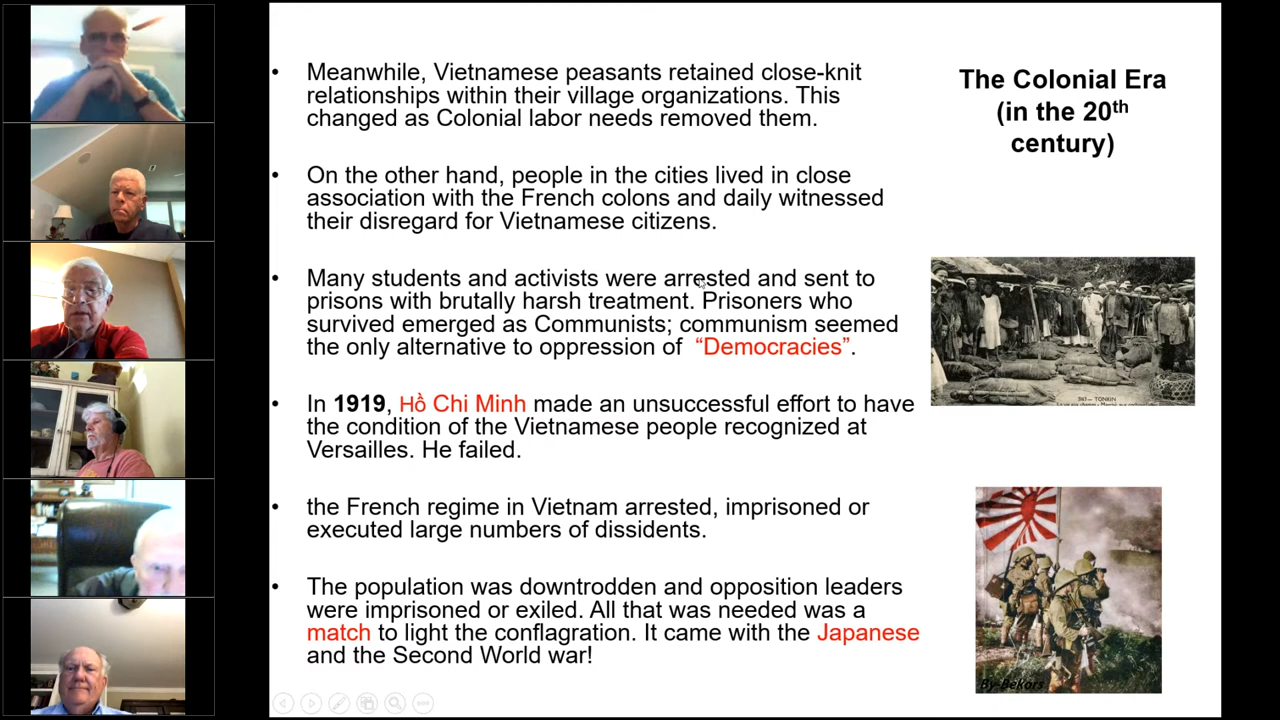 • Meanwhile, Vietnamese peasants retained close-knit
relationships within their village organizations. This
changed as Colonial labor needs removed them.
• On the other hand, people in the cities lived in close
association with the French colons and daily witnessed
their disregard for Vietnamese citizens.
• Many students and activists were arrested and sent to
prisons with brutally harsh treatment. Prisoners who
survived emerged as Communists; communism seemed
the only alternative to oppression of “Democracies”.
• In 1919, Hồ Chi Minh made an unsuccessful effort to have
the condition of the Vietnamese people recognized at
Versailles. He failed.
• the French regime in Vietnam arrested, imprisoned or
executed large numbers of dissidents.
• The population was downtrodden and opposition leaders
were imprisoned or exiled. All that was needed was a
match to light the conflagration. It came with the Japanese
and the Second World war!
The Colonial Era
(in the 20th
century)
TONKIN
By-Bekors